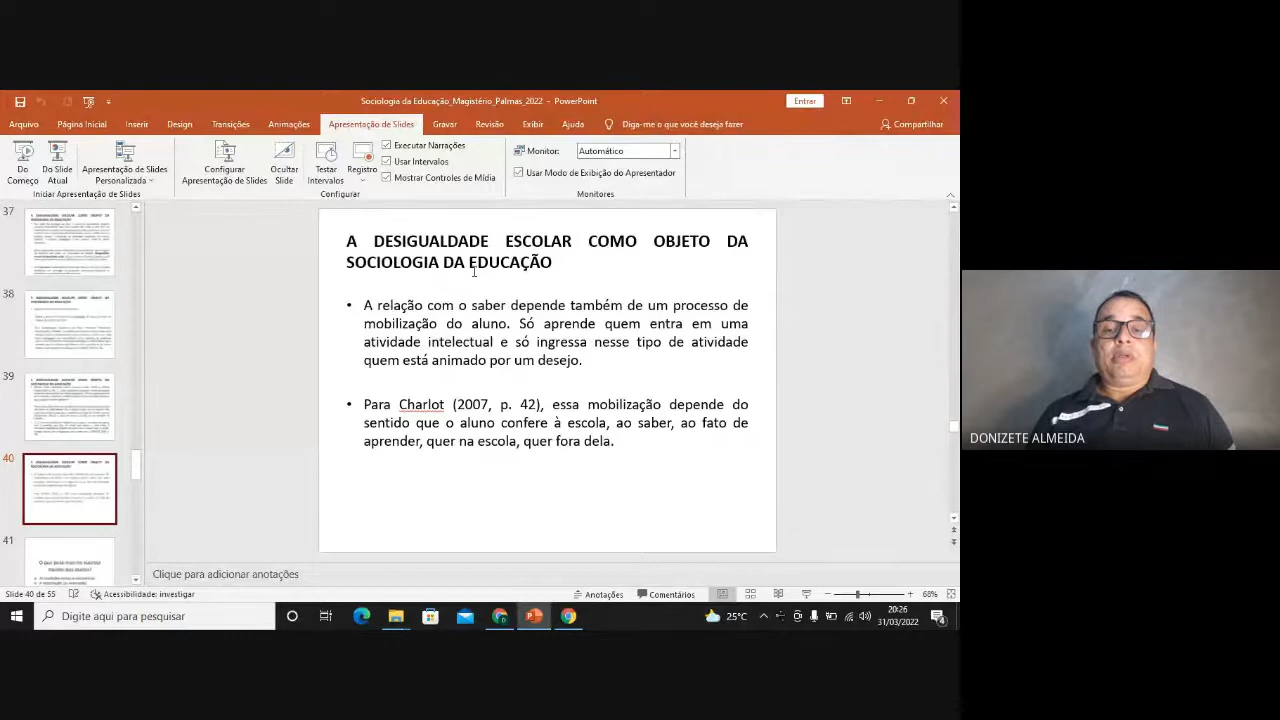 Sociologia da Educação_Magistério_Palmas_2022 - PowerPoint
Entrar
Arquivo Página Inicial Inserir Design Transições Animações Apresentação de Slides Gravar Revisão Exibir Ajuda Diga-me o que você deseja fazer Compartilhar
Do Começo
Do Slide Atual
Apresentação de Slides Personalizada
Iniciar Apresentação de Slides
Configurar Apresentação de Slides
Ocultar Slide
Testar Intervalos
Registro
Executar Narrações
Usar Intervalos
Mostrar Controles de Mídia
Configurar
Monitor: Automático
Usar Modo de Exibição do Apresentador
Monitores
37
38
39
40
41
O que pesa mais no
A DESIGUALDADE ESCOLAR COMO OBJETO DA
SOCIOLOGIA DA EDUCAÇÃO
• A relação com o saber depende também de um processo de
mobilização do aluno. Só aprende quem entra em uma
atividade intelectual e só ingressa nesse tipo de atividade
quem está animado por um desejo.
• Para Charlot (2007, p. 42), essa mobilização depende do
sentido que o aluno confere à escola, ao saber, ao fato de
aprender, quer na escola, quer fora dela.
Clique para adicionar anotações
Slide 40 de 55 Acessibilidade: investigar Anotações Comentários 68%
Digite aqui para pesquisar
25°C
20:26
31/03/2022
4
DONIZETE ALMEIDA